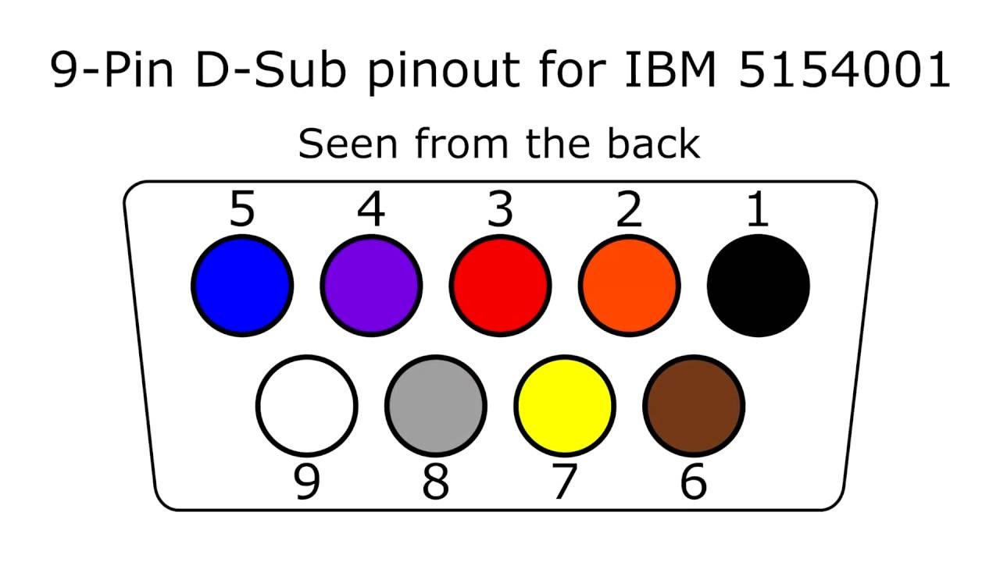 9-Pin D-Sub pinout for IBM 5154001
Seen from the back
5 4 3 2 1
9 8 7 6